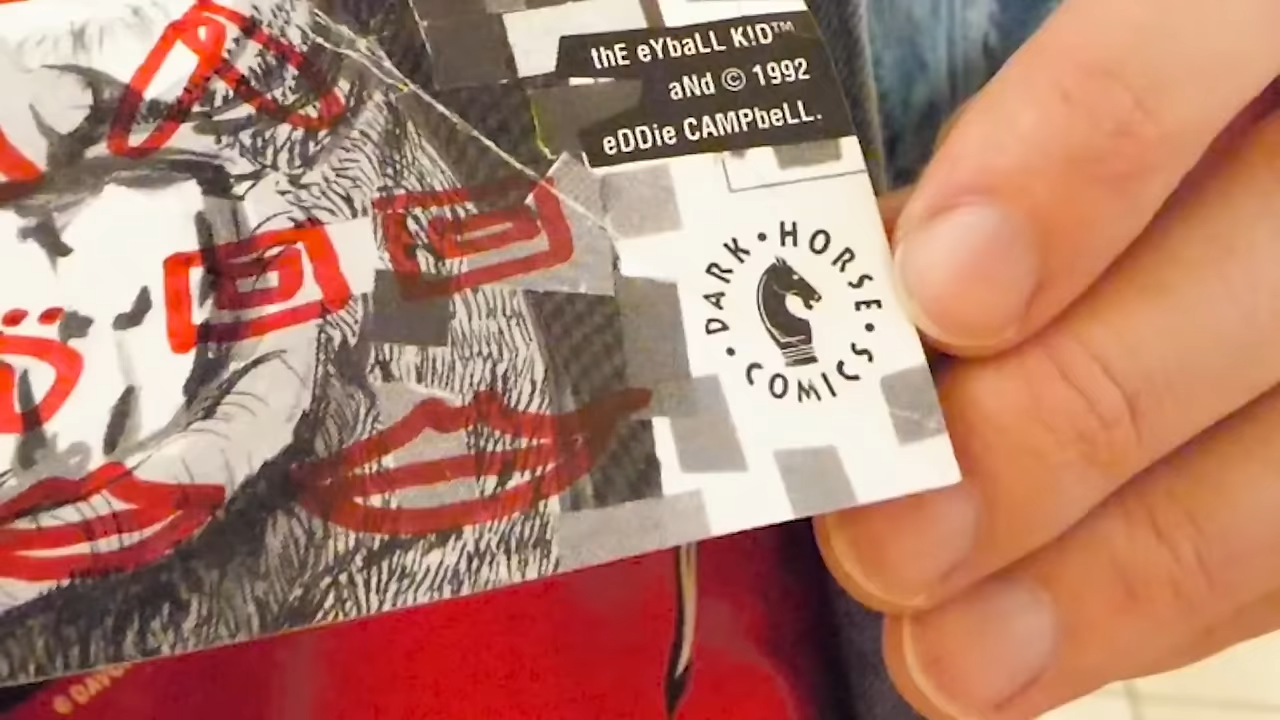 thE eYbaLL K!D™
aNd © 1992
eDDie CAMPbeLL.
DARK • HORSE • COMICS •